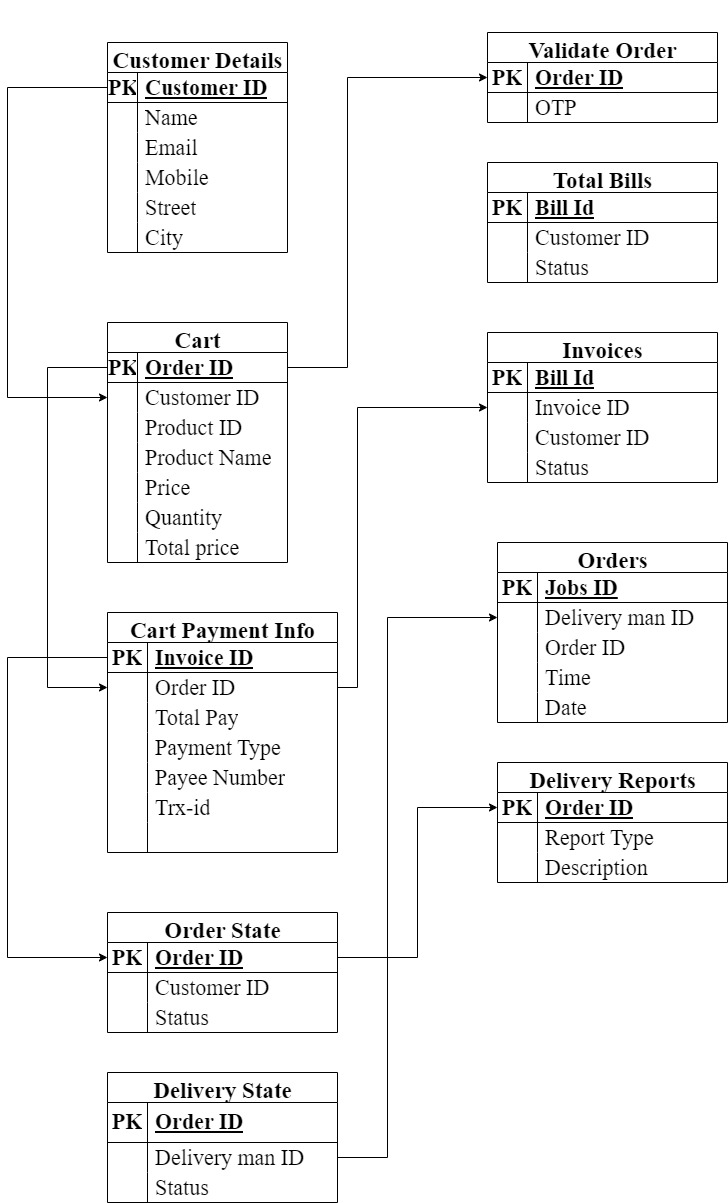 Customer Details
PK Customer ID
Name
Email
Mobile
Street
City
Cart
PK Order ID
Customer ID
Product ID
Product Name
Price
Quantity
Total price
Cart Payment Info
PK Invoice ID
Order ID
Total Pay
Payment Type
Payee Number
Trx-id
Order State
PK Order ID
Customer ID
Status
Delivery State
PK Order ID
Delivery man ID
Status
Validate Order
PK Order ID
OTP
Total Bills
PK Bill Id
Customer ID
Status
Invoices
PK Bill Id
Invoice ID
Customer ID
Status
Orders
PK Jobs ID
Delivery man ID
Order ID
Time
Date
Delivery Reports
PK Order ID
Report Type
Description